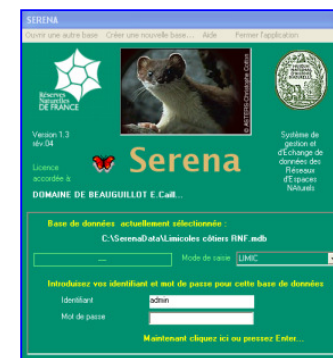 SERENA
Ouvrir une autre base Créer une nouvelle base.... Aide Fermer l'application
Réserves
Naturelles
DE FRANCE
© ASTERS-Christophe Coton
Version 1.3
rév.04
Système de
gestion et
d'Echange de
données des
Réseaux
d'Espaces
NAturels
Licence
accordée à:
Serena
DOMAINE DE BEAUGUILLOT E.Caill...
Base de données actuellement sélectionnée :
C:\SerenaData\Limicoles côtiers RNF.mdb
---
Mode de saisie LIMIC
Introduisez vos identifiant et mot de passe pour cette base de données
Identifiant admin
Mot de passe
Maintenant cliquez ici ou pressez Enter...